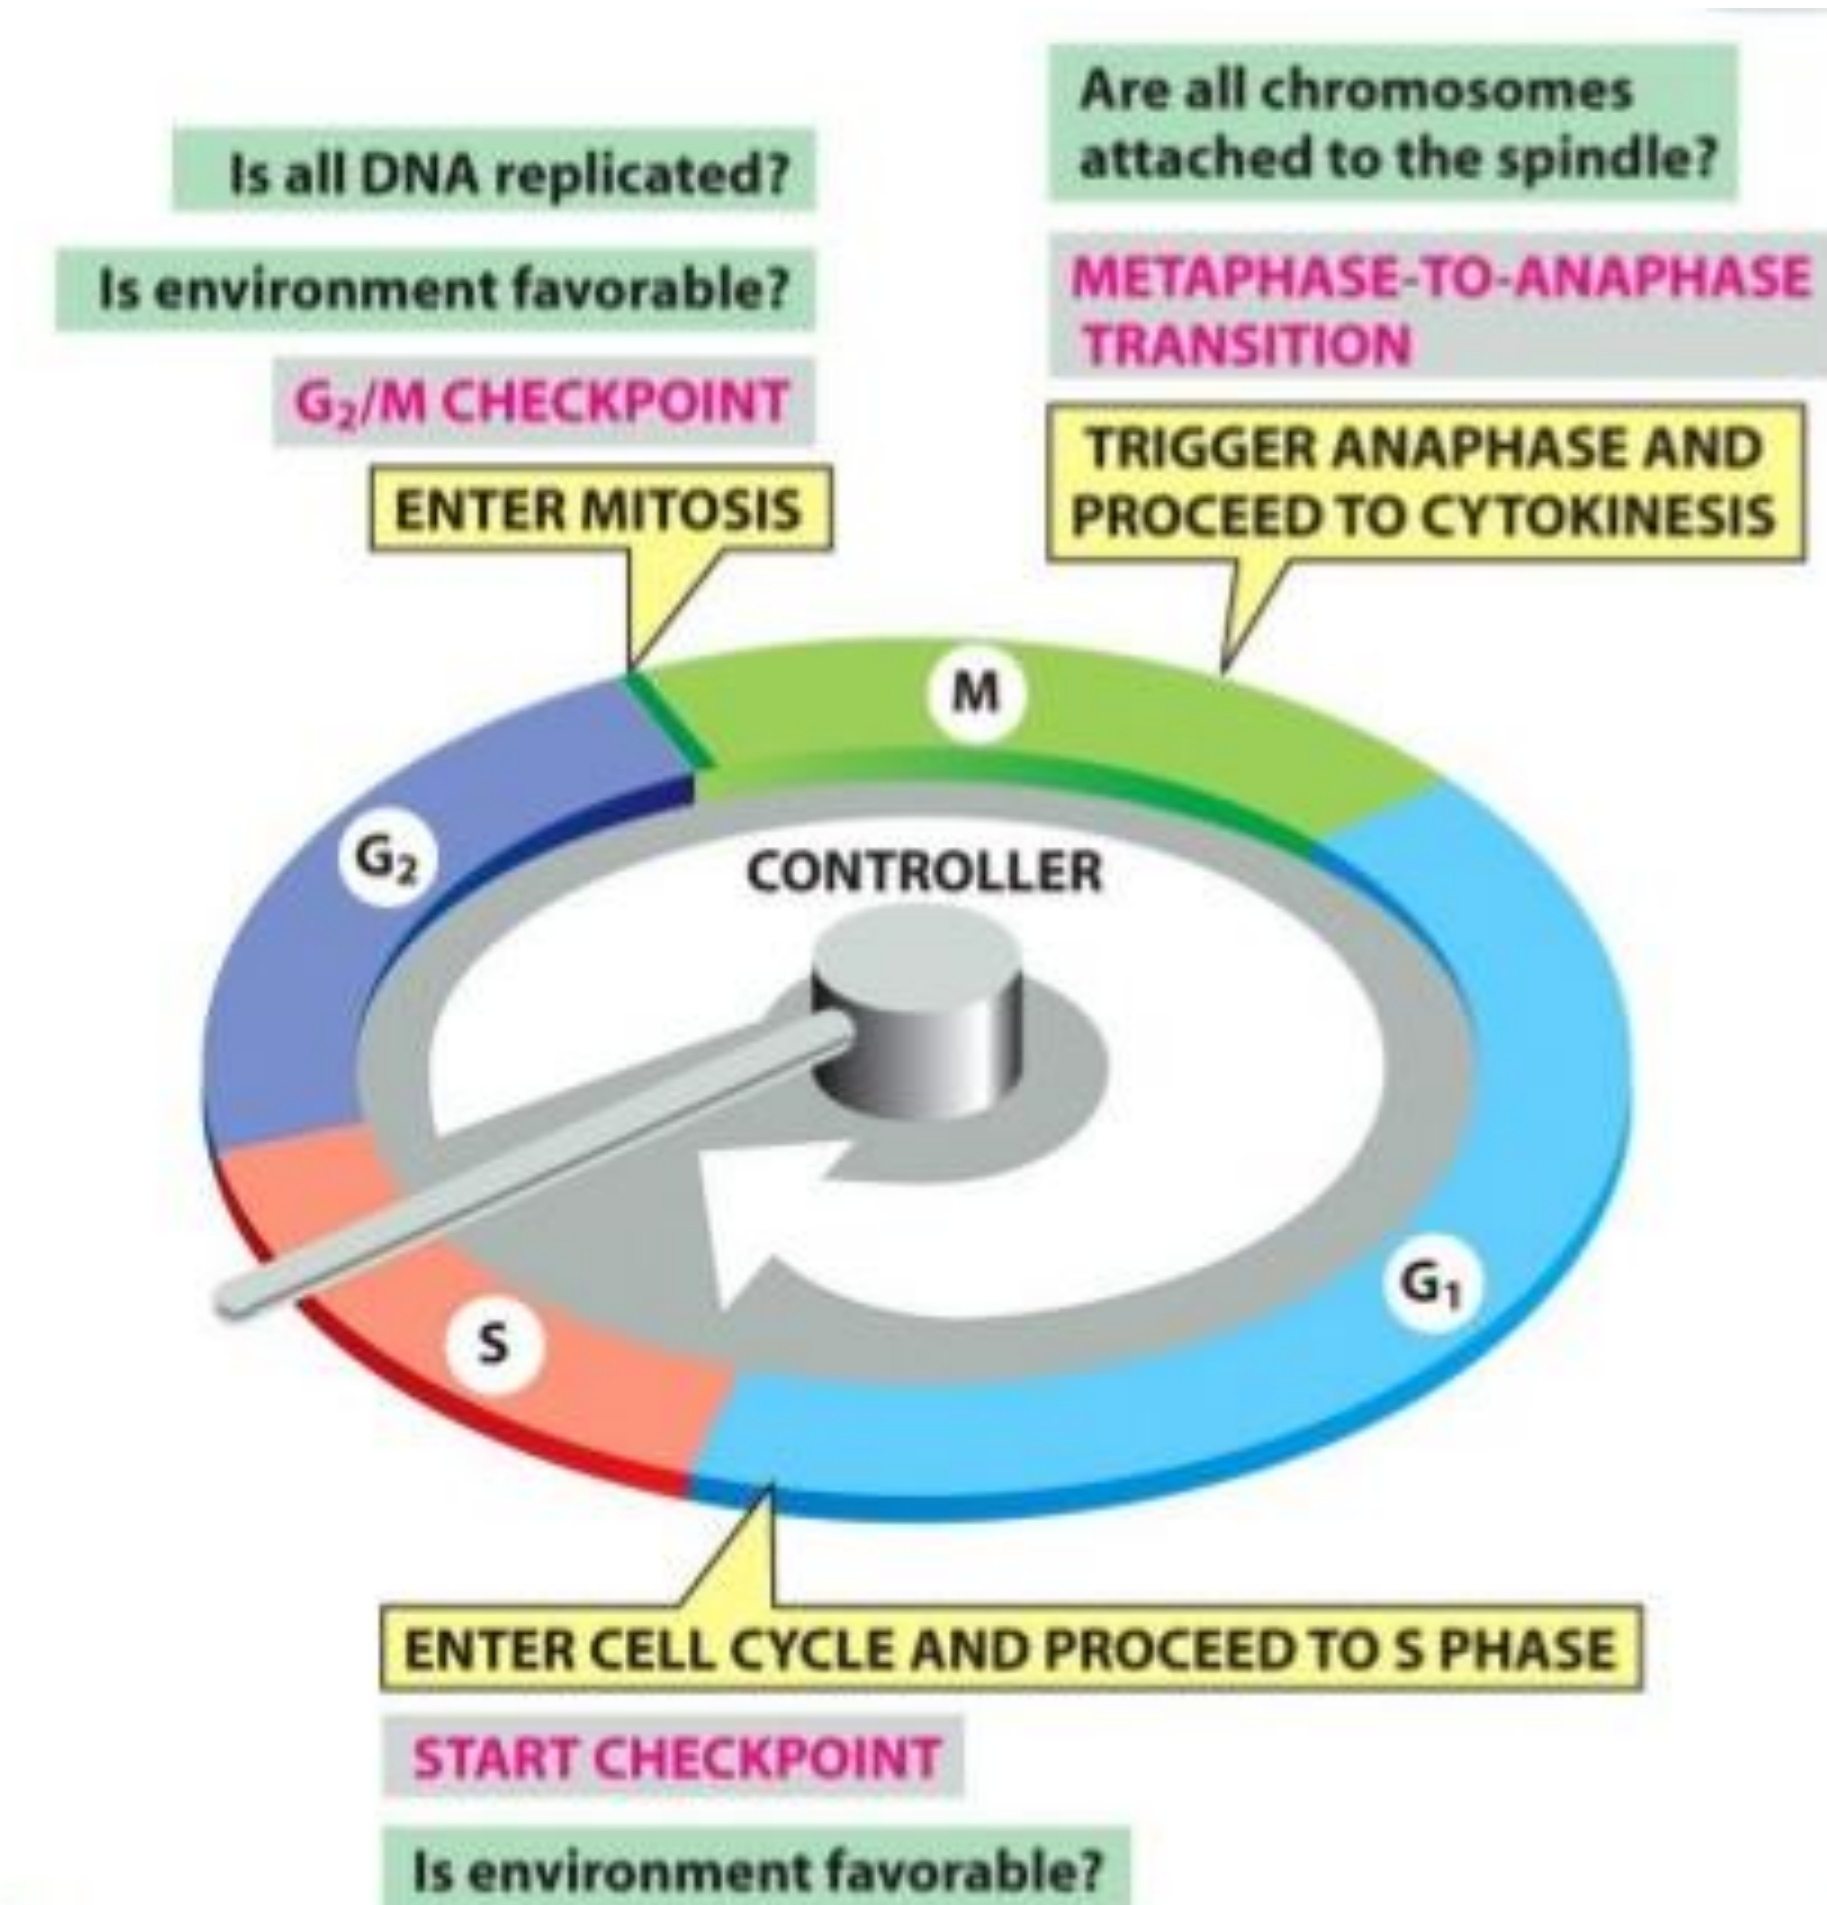 Is all DNA replicated?
Is environment favorable?
G₂/M CHECKPOINT
ENTER MITOSIS
Are all chromosomes
attached to the spindle?
METAPHASE-TO-ANAPHASE
TRANSITION
TRIGGER ANAPHASE AND
PROCEED TO CYTOKINESIS
M
G₂
CONTROLLER
G₁
S
ENTER CELL CYCLE AND PROCEED TO S PHASE
START CHECKPOINT
Is environment favorable?